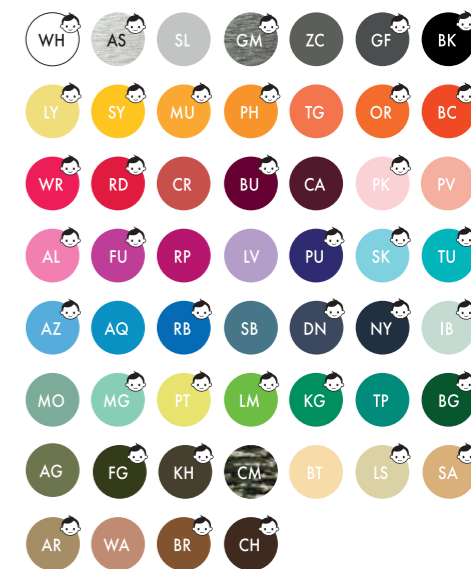 WH AS SL GM ZC GF BK
LY SY MU PH TG OR BC
WR RD CR BU CA PK PV
AL FU RP LV PU SK TU
AZ AQ RB SB DN NY IB
MO MG PT LM KG TP BG
AG FG KH CM BT LS SA
AR WA BR CH